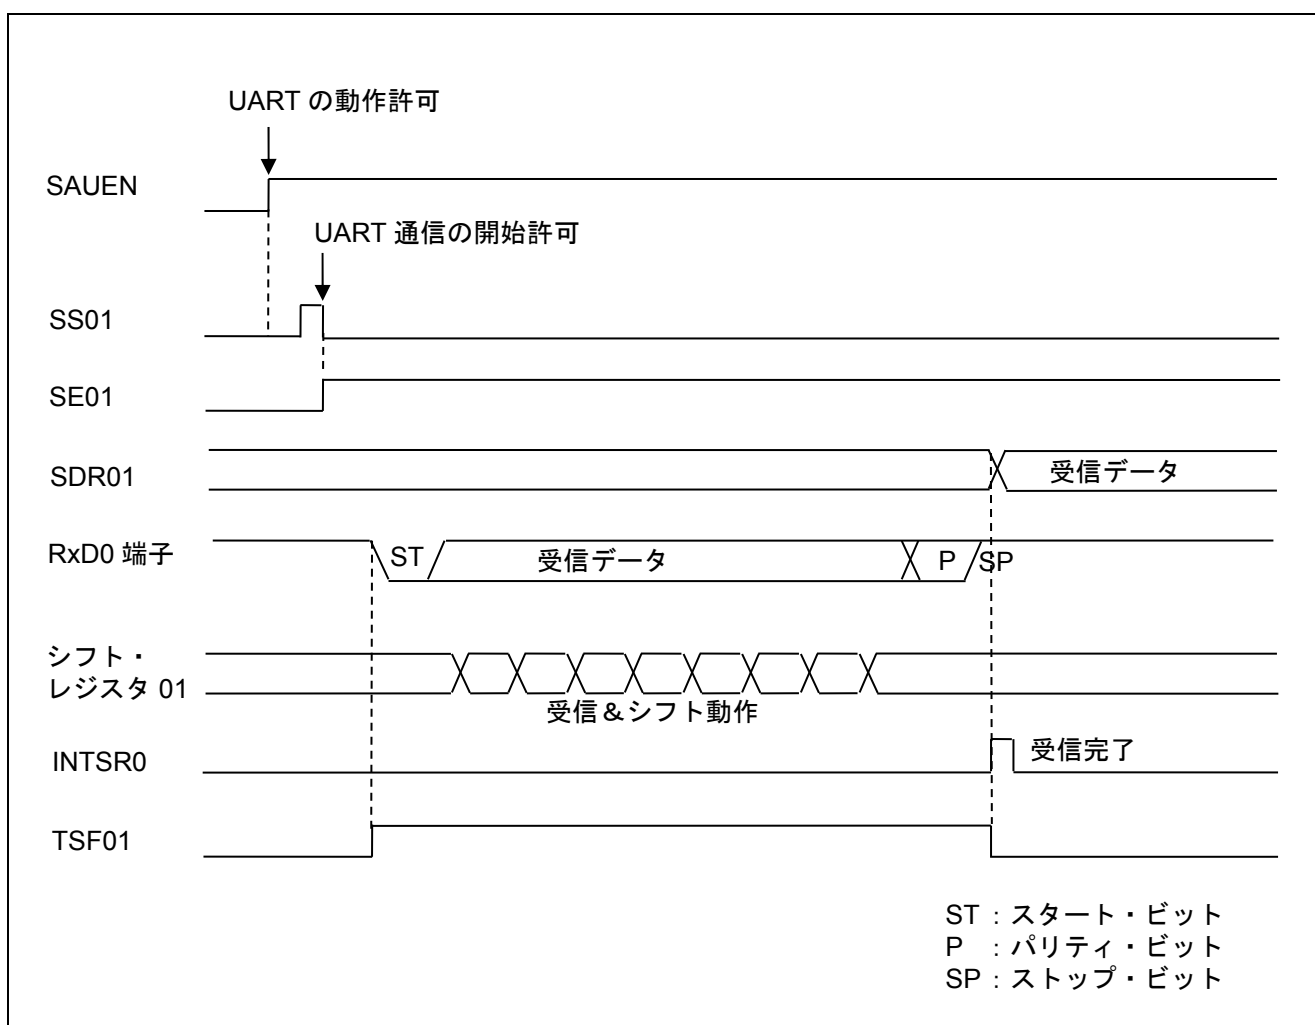 UART の動作許可
SAUEN
UART 通信の開始許可
SS01
SE01
SDR01
受信データ
RxD0 端子
ST
受信データ
P
SP
シフト・
レジスタ 01
受信＆シフト動作
INTSR0
受信完了
TSF01
ST : スタート・ビット
P : パリティ・ビット
SP : ストップ・ビット